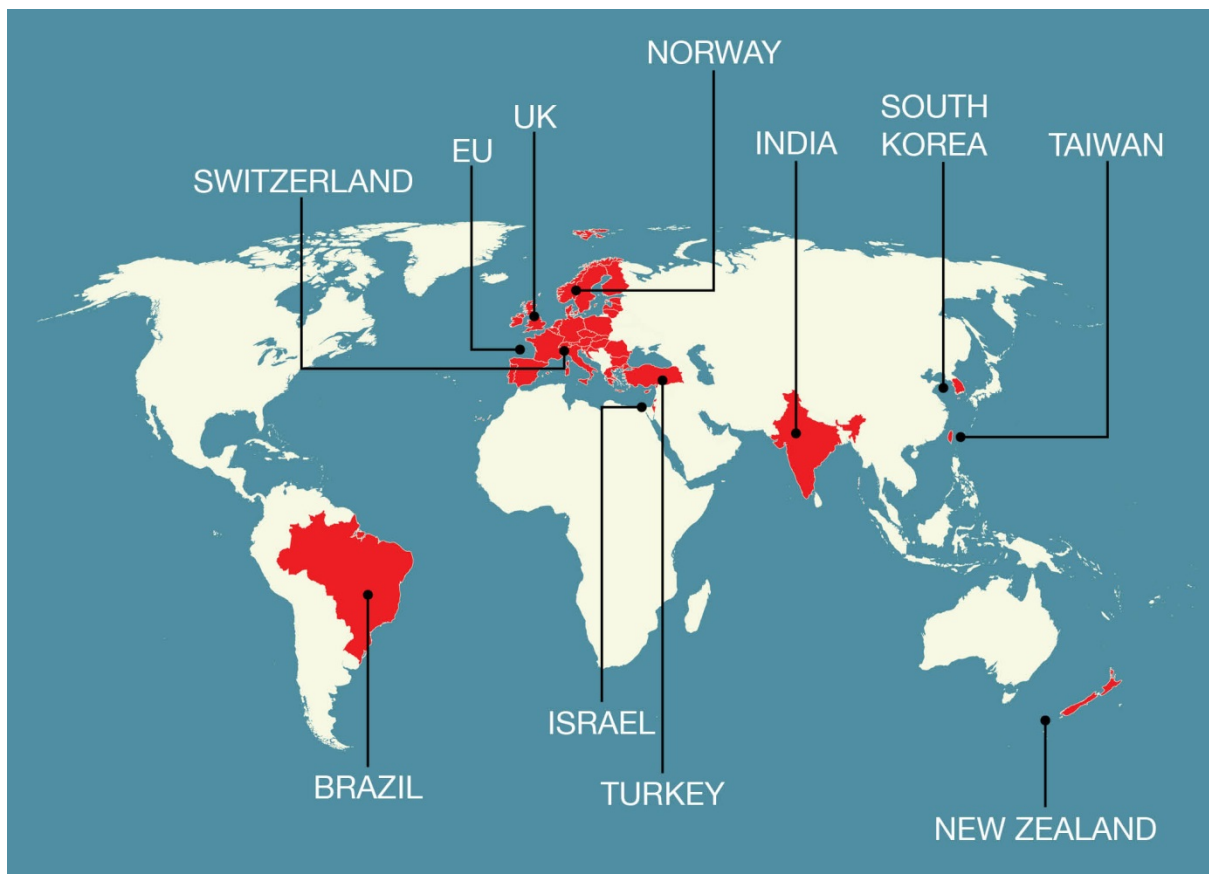 NORWAY
UK
SOUTH
KOREA
EU
INDIA
TAIWAN
SWITZERLAND
ISRAEL
BRAZIL
TURKEY
NEW ZEALAND